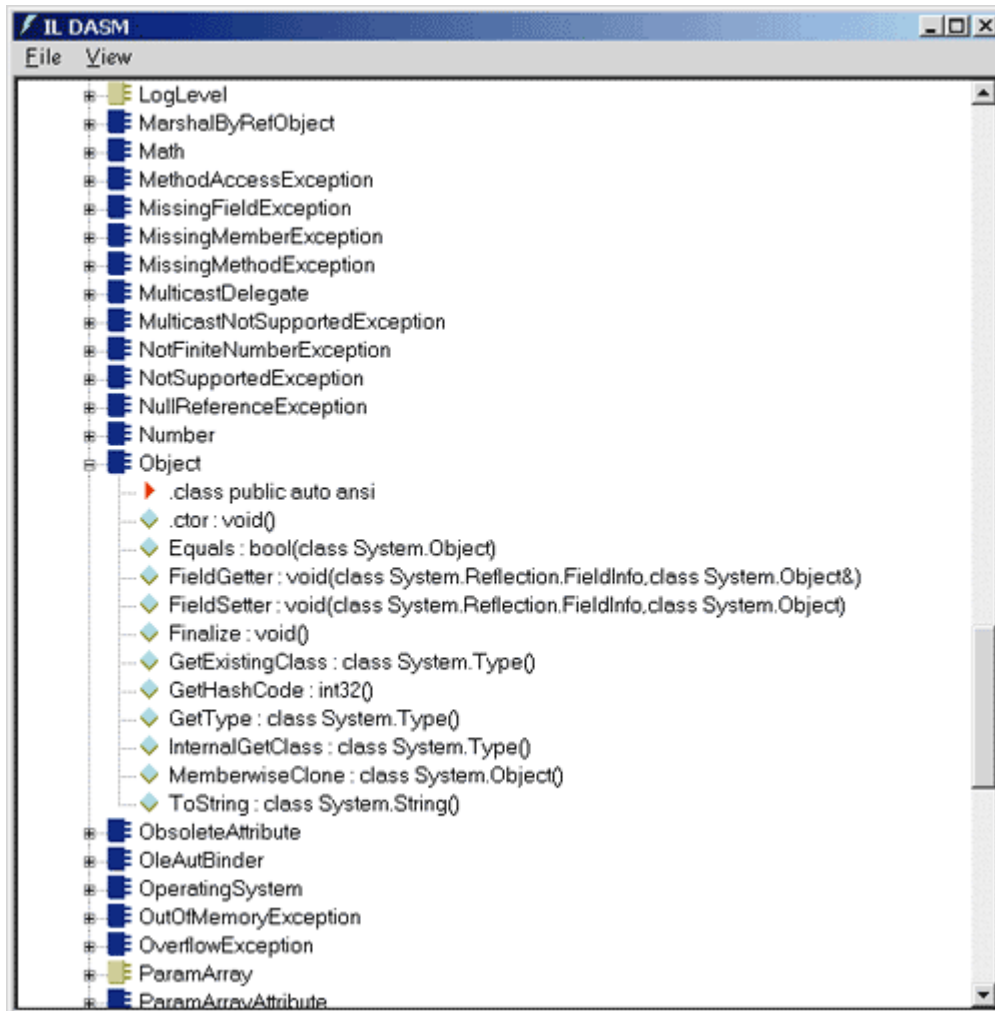 IL DASM
File View
LogLevel
MarshalByRefObject
Math
MethodAccessException
MissingFieldException
MissingMemberException
MissingMethodException
MulticastDelegate
MulticastNotSupportedException
NotFiniteNumberException
NotSupportedException
NullReferenceException
Number
Object
.class public auto ansi
.ctor : void()
Equals : bool(class System.Object)
FieldGetter : void(class System.Reflection.FieldInfo,class System.Object&)
FieldSetter : void(class System.Reflection.FieldInfo,class System.Object)
Finalize : void()
GetExistingClass : class System.Type()
GetHashCode : int32()
GetType : class System.Type()
InternalGetClass : class System.Type()
MemberwiseClone : class System.Object()
ToString : class System.String()
ObsoleteAttribute
OleAutBinder
OperatingSystem
OutOfMemoryException
OverflowException
ParamArray
ParamArrayAttribute